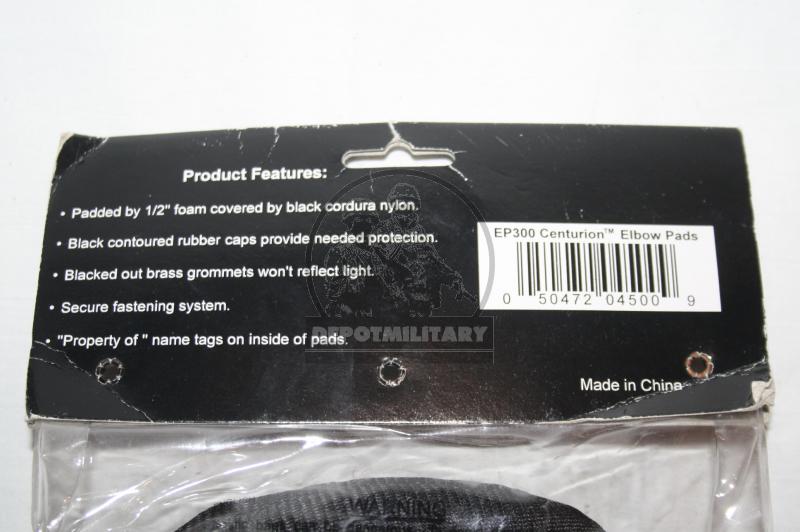 Product Features:
• Padded by 1/2" foam covered by black cordura nylon.
• Black contoured rubber caps provide needed protection.
• Blacked out brass grommets won't reflect light.
• Secure fastening system.
• "Property of " name tags on inside of pads.
EP300 Centurion™ Elbow Pads
0 50472 04500 9
DEPOTMILITARY
Made in China
WARNING